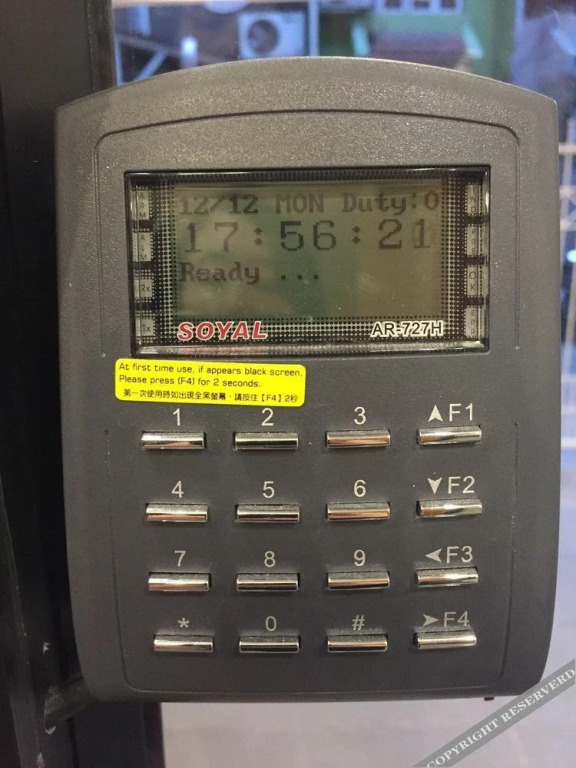 12/12 MON Duty:0
17:56:21
Ready ...
SOYAL AR-727H
At first time use, if appears black screen,
Please press (F4) for 2 seconds.
第一次使用時如出現全黑螢幕，請按住【F4】2秒
1 2 3 ▲F1
4 5 6 ▼F2
7 8 9 ◄F3
* 0 # ►F4
COPYRIGHT RESERVERD